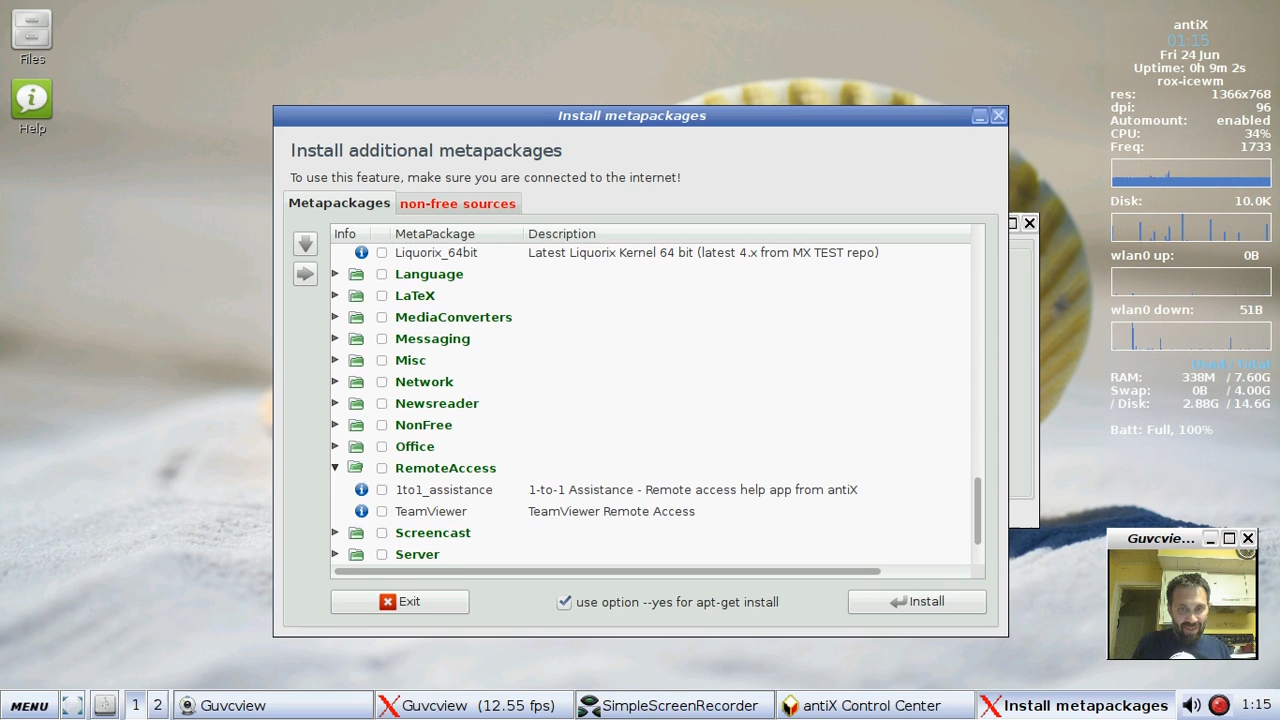 Files
Help
antiX
01:15
Fri 24 Jun
Uptime: 0h 9m 2s
rox-icewm
res: 1366x768
dpi: 96
Automount: enabled
CPU: 34%
Freq: 1733
Disk: 10.0K
wlan0 up: 0B
wlan0 down: 51B
Used / Total
RAM: 338M / 7.60G
Swap: 0B / 4.00G
/ Disk: 2.88G / 14.6G
Batt: Full, 100%
Install metapackages
Install additional metapackages
To use this feature, make sure you are connected to the internet!
Metapackages non-free sources
Info MetaPackage Description
Liquorix_64bit Latest Liquorix Kernel 64 bit (latest 4.x from MX TEST repo)
Language
LaTeX
MediaConverters
Messaging
Misc
Network
Newsreader
NonFree
Office
RemoteAccess
1to1_assistance 1-to-1 Assistance - Remote access help app from antiX
TeamViewer TeamViewer Remote Access
Screencast
Server
Exit use option --yes for apt-get install Install
Guvcvie...
MENU 1 2 Guvcview Guvcview (12.55 fps) SimpleScreenRecorder antiX Control Center Install metapackages 1:15